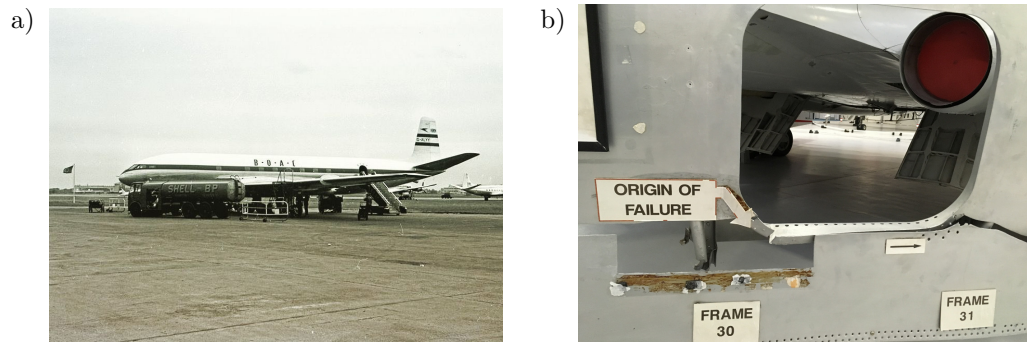 a)
b)
B·O·A·C
SHELL-BP
ORIGIN OF
FAILURE
FRAME
30
FRAME
31